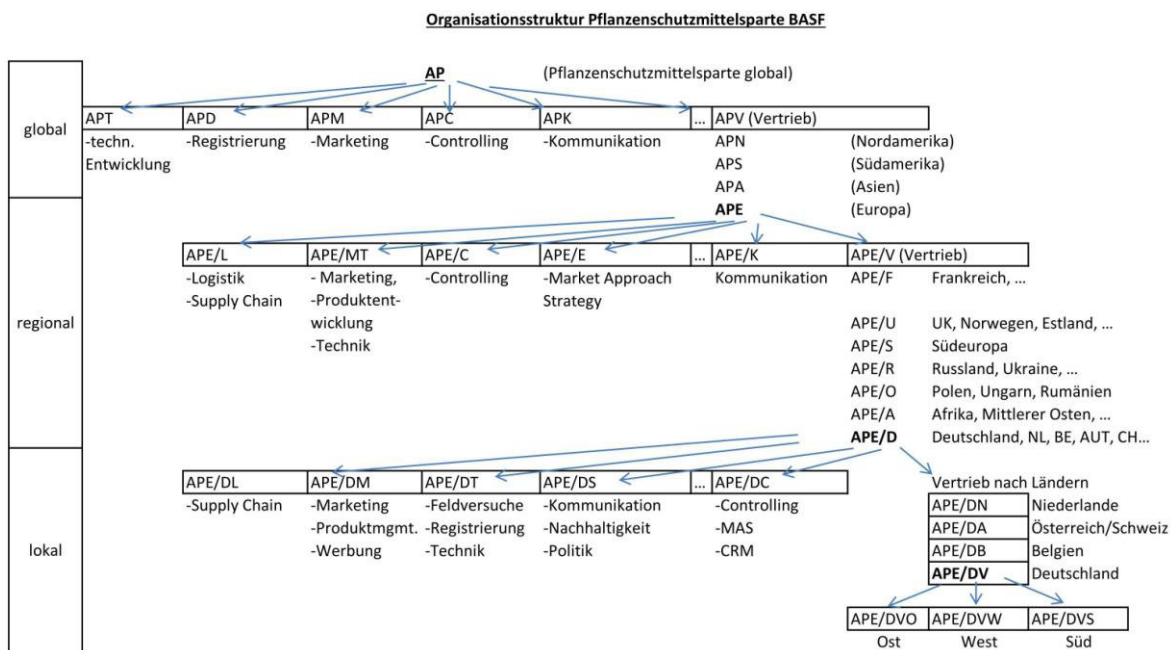 Organisationsstruktur Pflanzenschutzmittelsparte BASF
AP (Pflanzenschutzmittelsparte global)
global
APT APD APM APC APK ... APV (Vertrieb)
-techn. -Registrierung -Marketing -Controlling -Kommunikation APN (Nordamerika)
Entwicklung APS (Südamerika)
APA (Asien)
APE (Europa)
regional
APE/L APE/MT APE/C APE/E ... APE/K APE/V (Vertrieb)
-Logistik - Marketing, -Controlling -Market Approach Kommunikation APE/F Frankreich, ...
-Supply Chain -Produktent- Strategy
wicklung APE/U UK, Norwegen, Estland, ...
-Technik APE/S Südeuropa
APE/R Russland, Ukraine, ...
APE/O Polen, Ungarn, Rumänien
APE/A Afrika, Mittlerer Osten, ...
APE/D Deutschland, NL, BE, AUT, CH...
lokal
APE/DL APE/DM APE/DT APE/DS ... APE/DC Vertrieb nach Ländern
-Supply Chain -Marketing -Feldversuche -Kommunikation -Controlling APE/DN Niederlande
-Produktmgmt. -Registrierung -Nachhaltigkeit -MAS APE/DA Österreich/Schweiz
-Werbung -Technik -Politik -CRM APE/DB Belgien
APE/DV Deutschland
APE/DVO APE/DVW APE/DVS
Ost West Süd